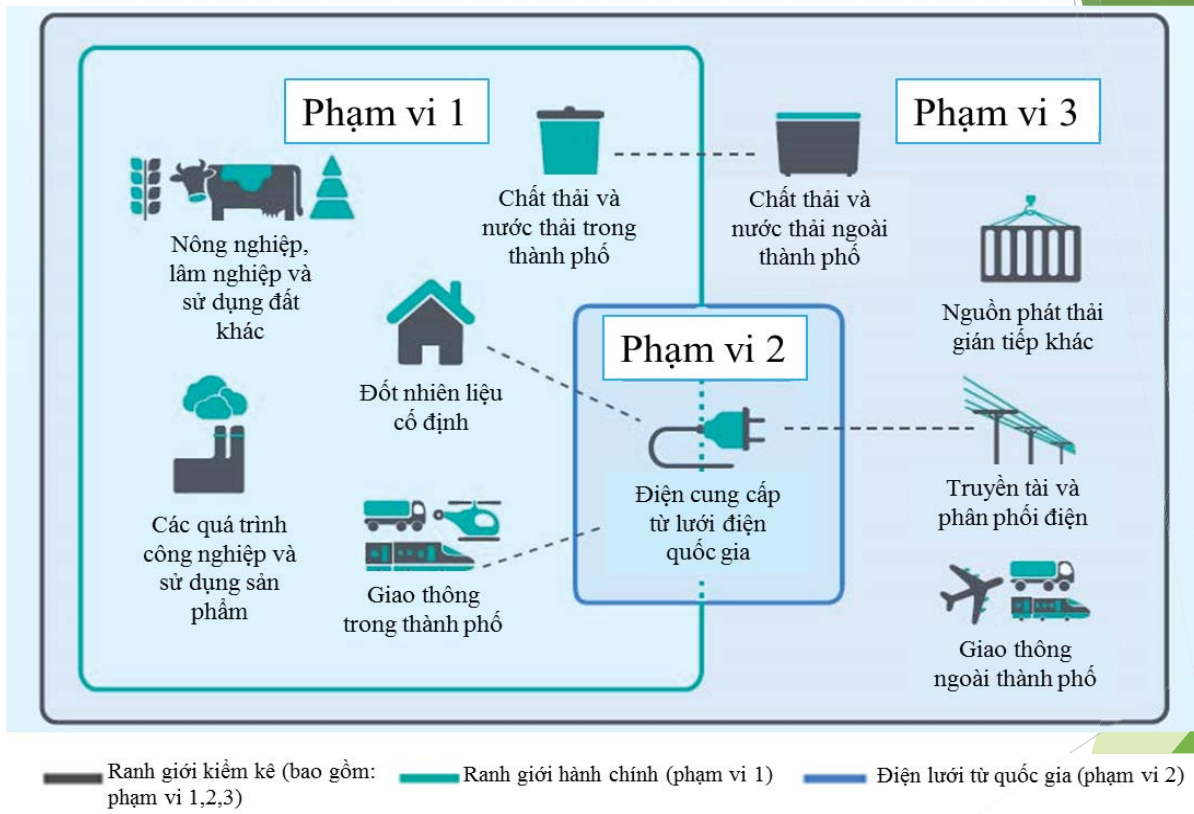 Phạm vi 1
Phạm vi 3
Chất thải và
nước thải trong
thành phố
Chất thải và
nước thải ngoài
thành phố
Nông nghiệp,
lâm nghiệp và
sử dụng đất
khác
Nguồn phát thải
gián tiếp khác
Phạm vi 2
Đốt nhiên liệu
cố định
Điện cung cấp
từ lưới điện
quốc gia
Truyền tài và
phân phối điện
Các quá trình
công nghiệp và
sử dụng sản
phẩm
Giao thông
trong thành phố
Giao thông
ngoài thành phố
Ranh giới kiểm kê (bao gồm:
phạm vi 1,2,3)
Ranh giới hành chính (phạm vi 1)
Điện lưới từ quốc gia (phạm vi 2)